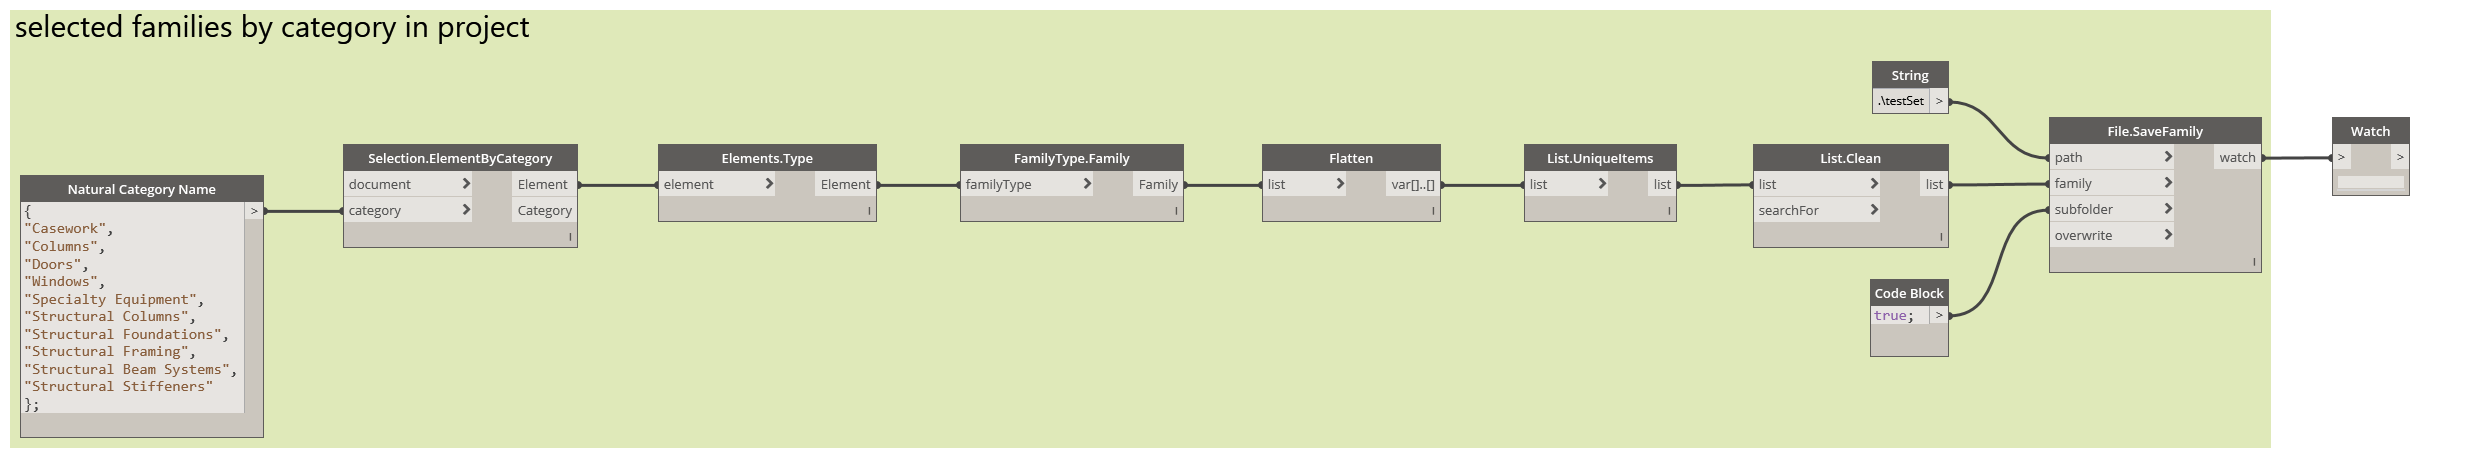 selected families by category in project
Natural Category Name
{
"Casework",
"Columns",
"Doors",
"Windows",
"Specialty Equipment",
"Structural Columns",
"Structural Foundations",
"Structural Framing",
"Structural Beam Systems",
"Structural Stiffeners"
};
>
Selection.ElementByCategory
document > Element
category > Category
Elements.Type
element > Element
FamilyType.Family
familyType > Family
Flatten
list > var[]..[]
List.UniqueItems
list > list
List.Clean
list > list
searchFor >
String
.\testSet >
Code Block
true; >
File.SaveFamily
path > watch
family >
subfolder >
overwrite >
Watch
> >